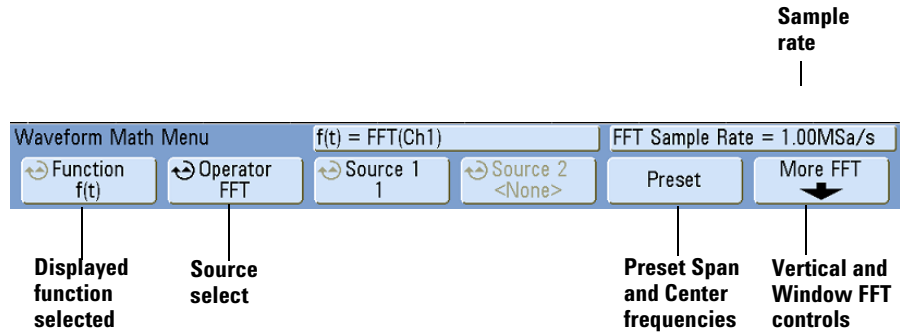 Sample
rate
Waveform Math Menu
f(t) = FFT(Ch1)
FFT Sample Rate = 1.00MSa/s
Function
f(t)
Operator
FFT
Source 1
1
Source 2
<None>
Preset
More FFT
Displayed
function
selected
Source
select
Preset Span
and Center
frequencies
Vertical and
Window FFT
controls